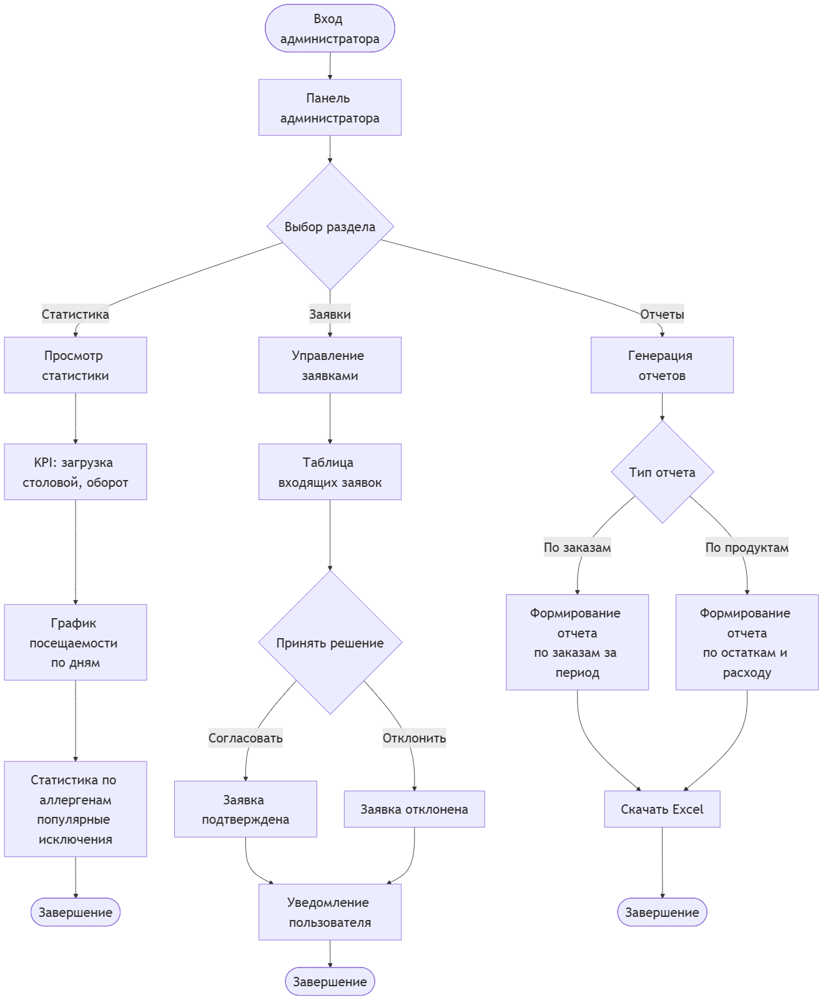 Вход
администратора
Панель
администратора
Выбор раздела
Статистика
Заявки
Отчеты
Просмотр
статистики
Управление
заявками
Генерация
отчетов
KPI: загрузка
столовой, оборот
Таблица
входящих заявок
Тип отчета
По заказам
По продуктам
График
посещаемости
по дням
Принять решение
Формирование
отчета
по заказам за
период
Формирование
отчета
по остаткам и
расходу
Согласовать
Отклонить
Статистика по
аллергенам
популярные
исключения
Заявка
подтверждена
Заявка отклонена
Скачать Excel
Завершение
Уведомление
пользователя
Завершение
Завершение